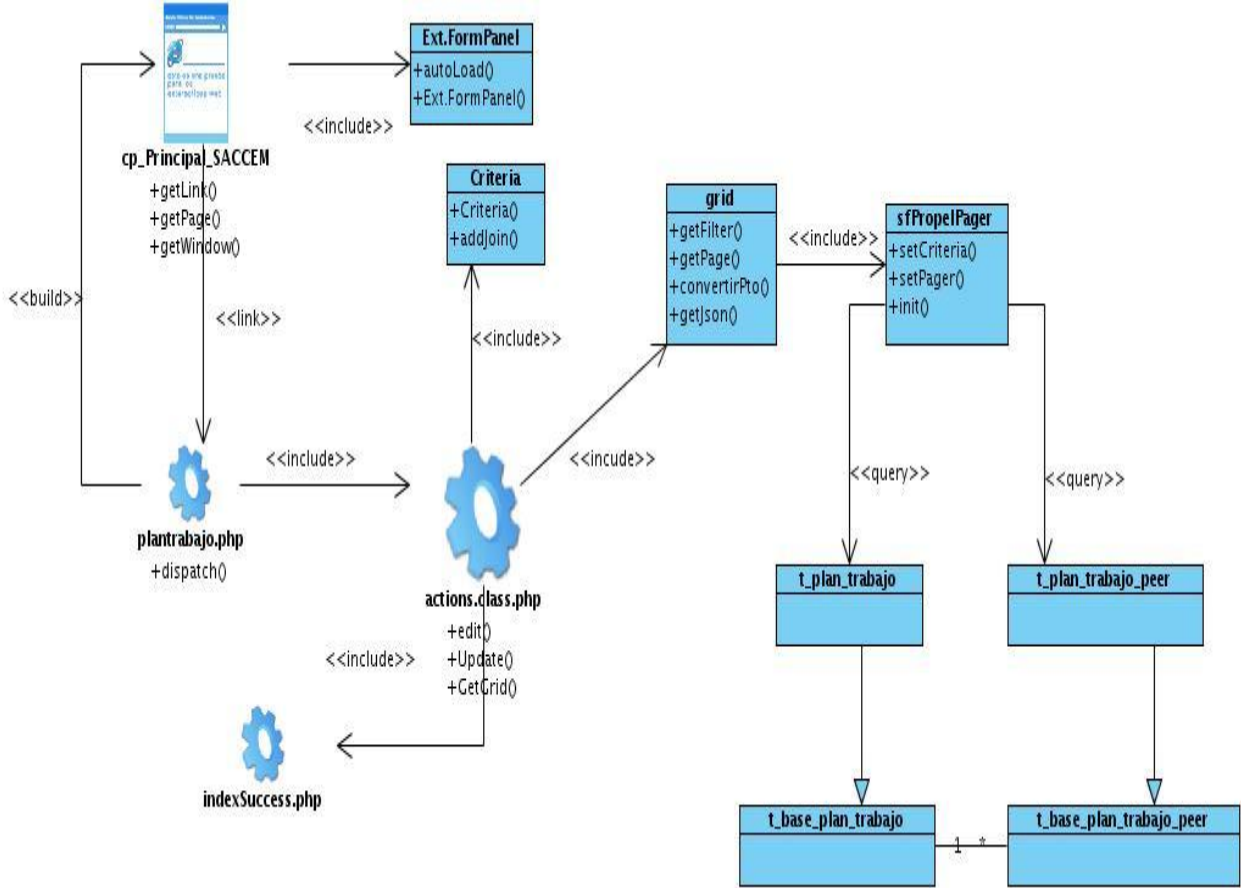 Ext.FormPanel
+autoLoad()
+Ext.FormPanel()
<<include>>
cp_Principal_SACCEM
+getLink()
+getPage()
+getWindow()
<<build>>
<<link>>
Criteria
+Criteria()
+addJoin()
<<include>>
grid
+getFilter()
+getPage()
+convertirPto()
+getJson()
<<include>>
sfPropelPager
+setCriteria()
+setPager()
+init()
<<include>>
<<incude>>
<<query>>
<<query>>
plantrabajo.php
+dispatch()
actions.class.php
+edit()
+Update()
+GetGrid()
<<include>>
indexSuccess.php
t_plan_trabajo
t_plan_trabajo_peer
t_base_plan_trabajo
1 *
t_base_plan_trabajo_peer